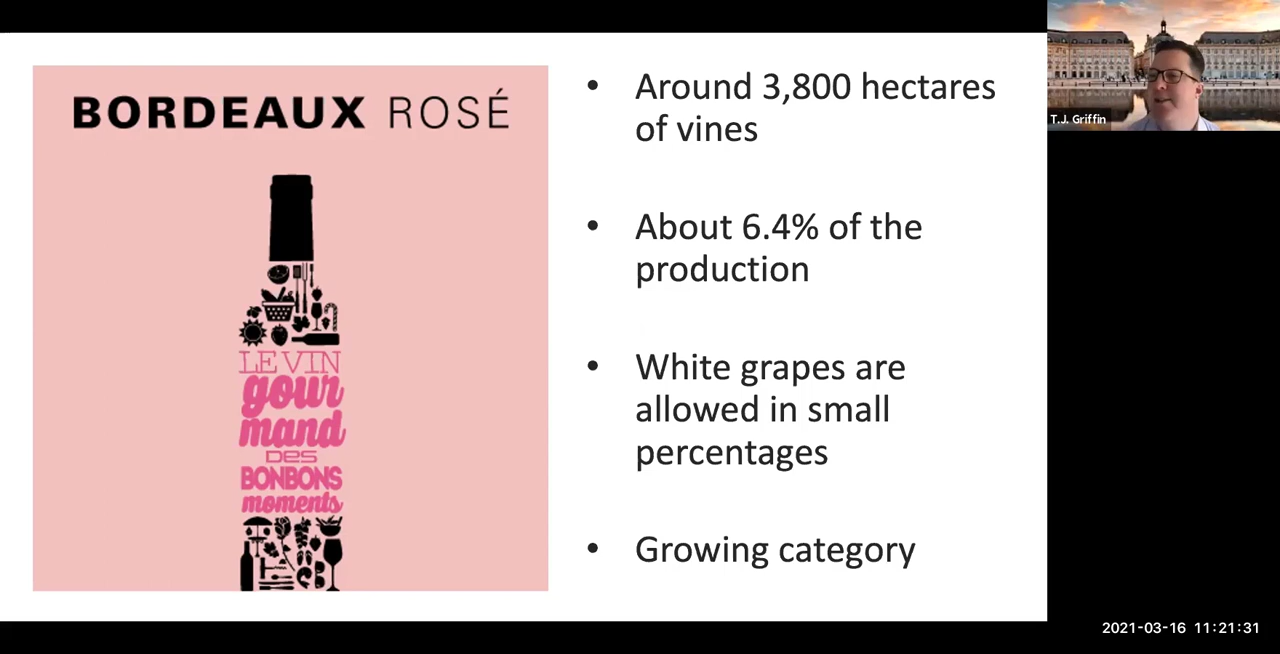 BORDEAUX ROSÉ
LE VIN
gour
mand
DES
BONBONS
moments
• Around 3,800 hectares
of vines
• About 6.4% of the
production
• White grapes are
allowed in small
percentages
• Growing category
T.J. Griffin
2021-03-16 11:21:31